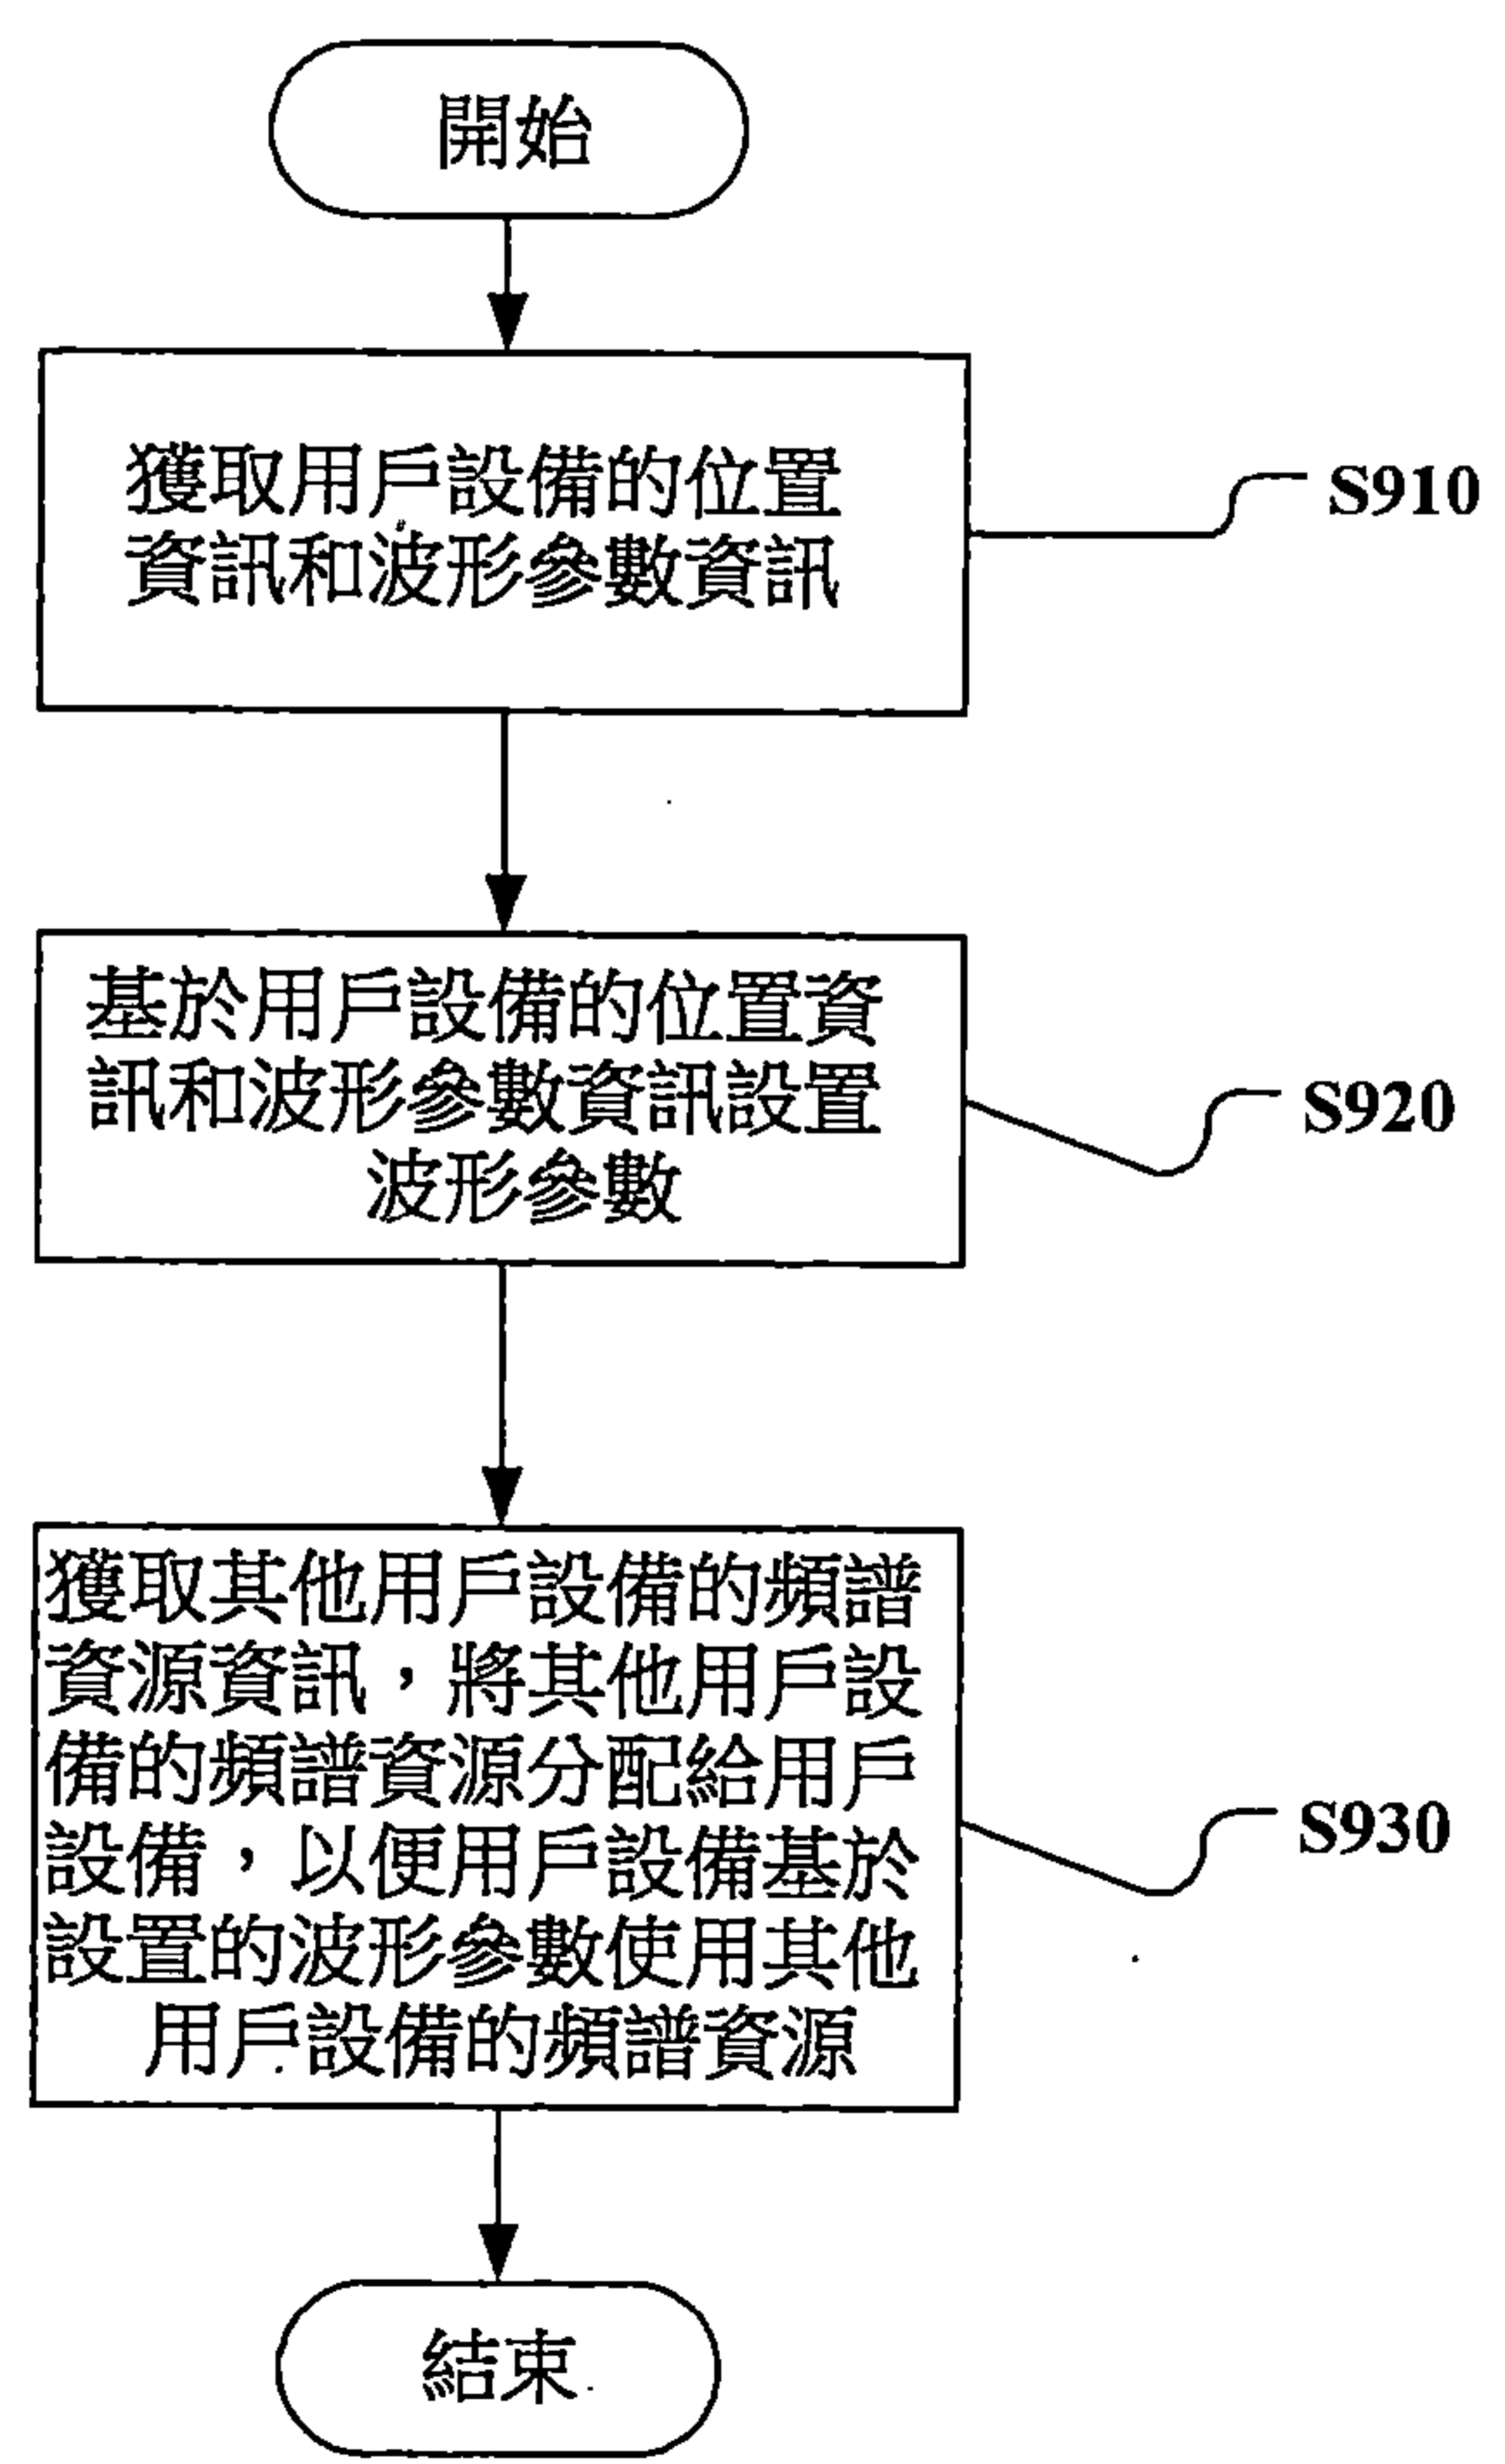 開始
獲取用戶設備的位置
資訊和波形參數資訊
S910
基於用戶設備的位置資
訊和波形參數資訊設置
波形參數
S920
獲取其他用戶設備的頻譜
資源資訊，將其他用戶設
備的頻譜資源分配給用戶
設備，以便用戶設備基於
設置的波形參數使用其他
用戶設備的頻譜資源
S930
結束